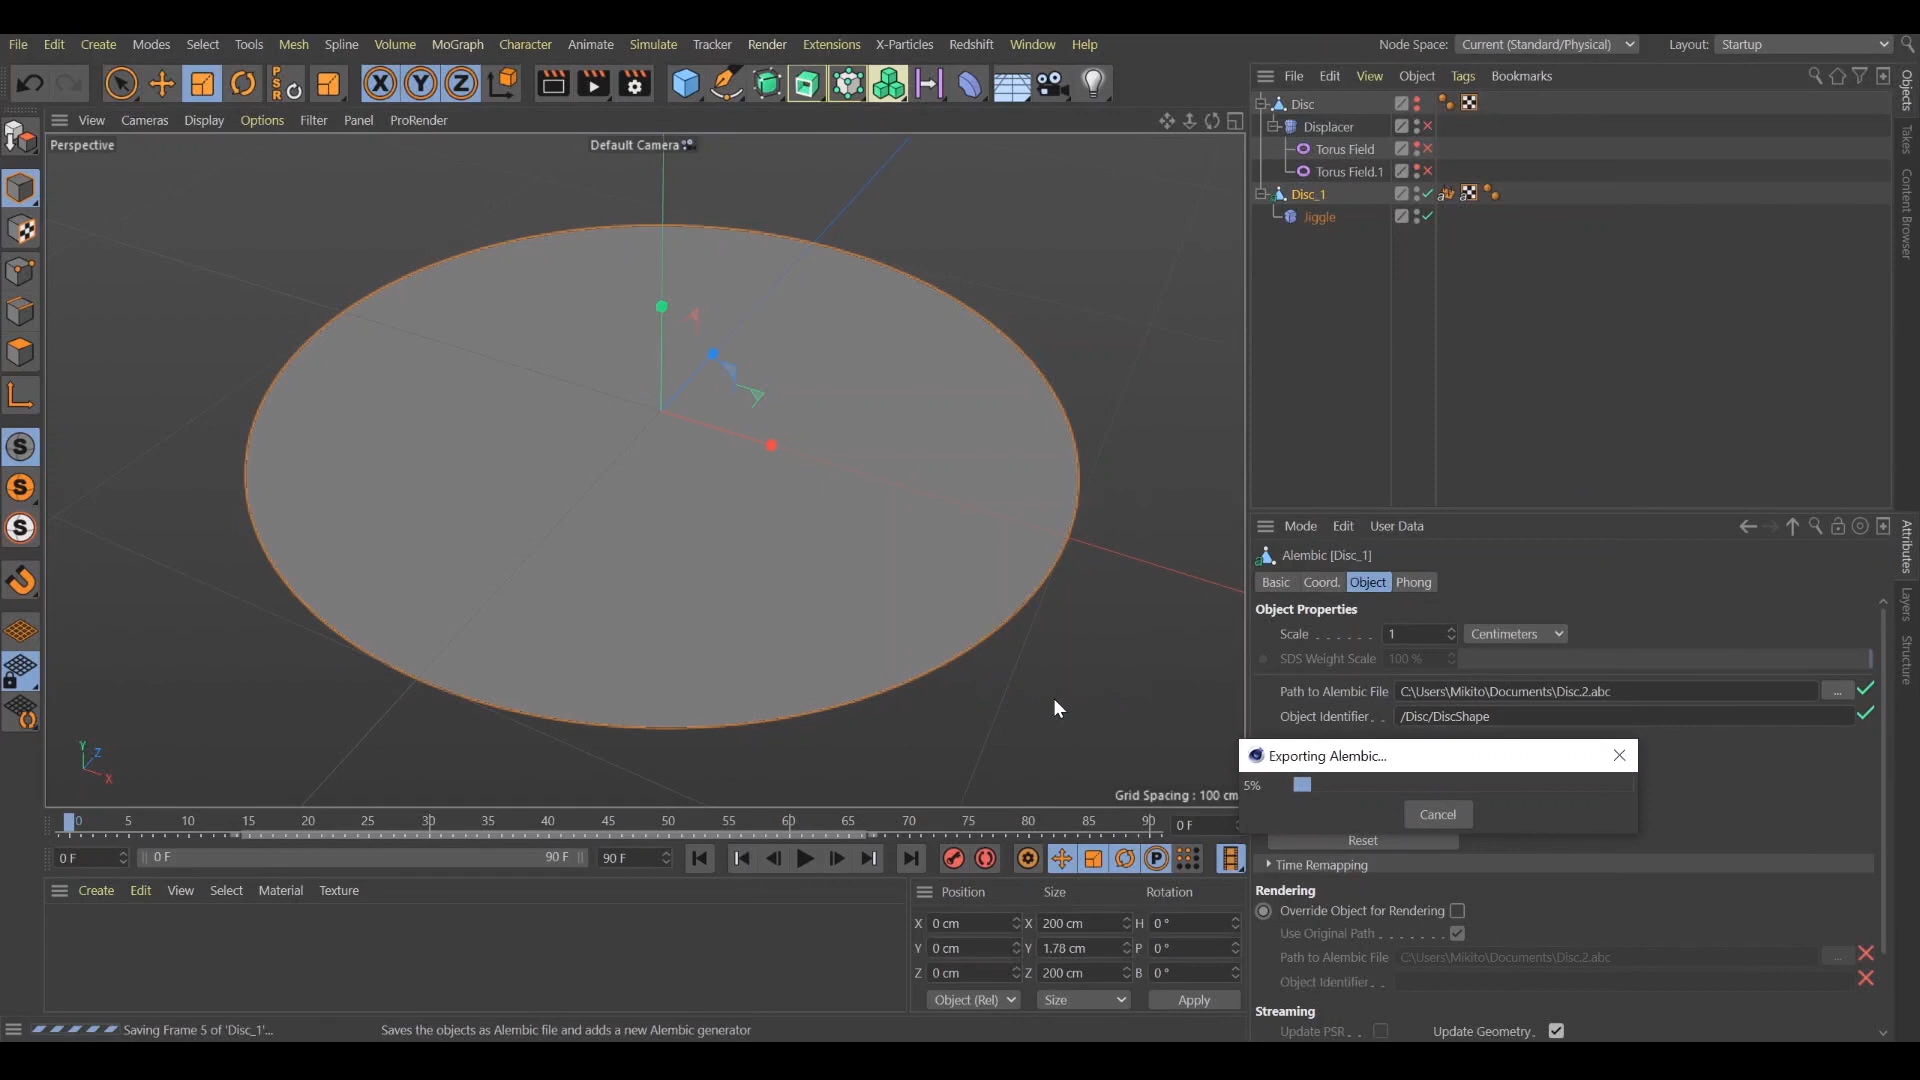 File Edit Create Modes Select Tools Mesh Spline Volume MoGraph Character Animate Simulate Tracker Render Extensions X-Particles Redshift Window Help
Node Space: Current (Standard/Physical) Layout: Startup
X Y Z
PSR
File Edit View Object Tags Bookmarks
View Cameras Display Options Filter Panel ProRender
Perspective
Default Camera
Disc
Displacer
Torus Field
Torus Field.1
Disc_1
Jiggle
Objects
Takes
Content Browser
Mode Edit User Data
Alembic [Disc_1]
Basic Coord. Object Phong
Object Properties
Scale 1 Centimeters
SDS Weight Scale 100 %
Path to Alembic File C:\Users\Mikito\Documents\Disc.2.abc ...
Object Identifier /Disc/DiscShape
Attributes
Layers
Structure
Exporting Alembic...
5%
Cancel
Reset
Time Remapping
Rendering
Override Object for Rendering
Use Original Path
Path to Alembic File C:\Users\Mikito\Documents\Disc.2.abc ...
Object Identifier
Streaming
Update PSR Update Geometry
S
S
S
Y
Z
X
Grid Spacing : 100 cm
0 5 10 15 20 25 30 35 40 45 50 55 60 65 70 75 80 85 90 0 F
0 F 0 F 90 F 90 F
P
Create Edit View Select Material Texture
Position Size Rotation
X 0 cm X 200 cm H 0 °
Y 0 cm Y 1.78 cm P 0 °
Z 0 cm Z 200 cm B 0 °
Object (Rel) Size Apply
Saving Frame 5 of 'Disc_1'... Saves the objects as Alembic file and adds a new Alembic generator